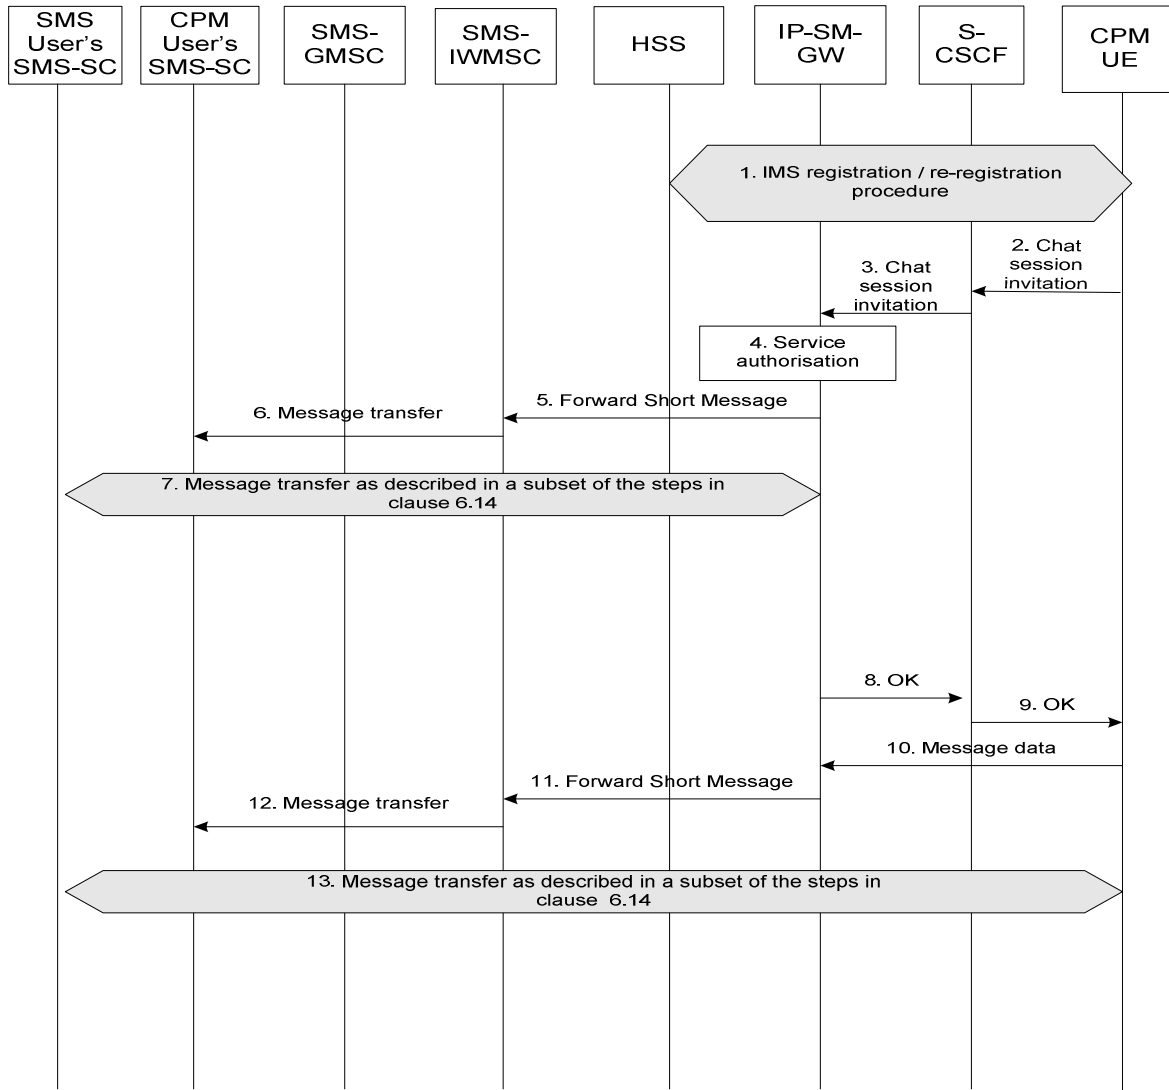 SMS
User's
SMS-SC
CPM
User's
SMS-SC
SMS-
GMSC
SMS-
IWMSC
HSS
IP-SM-
GW
S-
CSCF
CPM
UE
1. IMS registration / re-registration
procedure
2. Chat
session
invitation
3. Chat
session
invitation
4. Service
authorisation
5. Forward Short Message
6. Message transfer
7. Message transfer as described in a subset of the steps in
clause 6.14
8. OK
9. OK
10. Message data
11. Forward Short Message
12. Message transfer
13. Message transfer as described in a subset of the steps in
clause 6.14